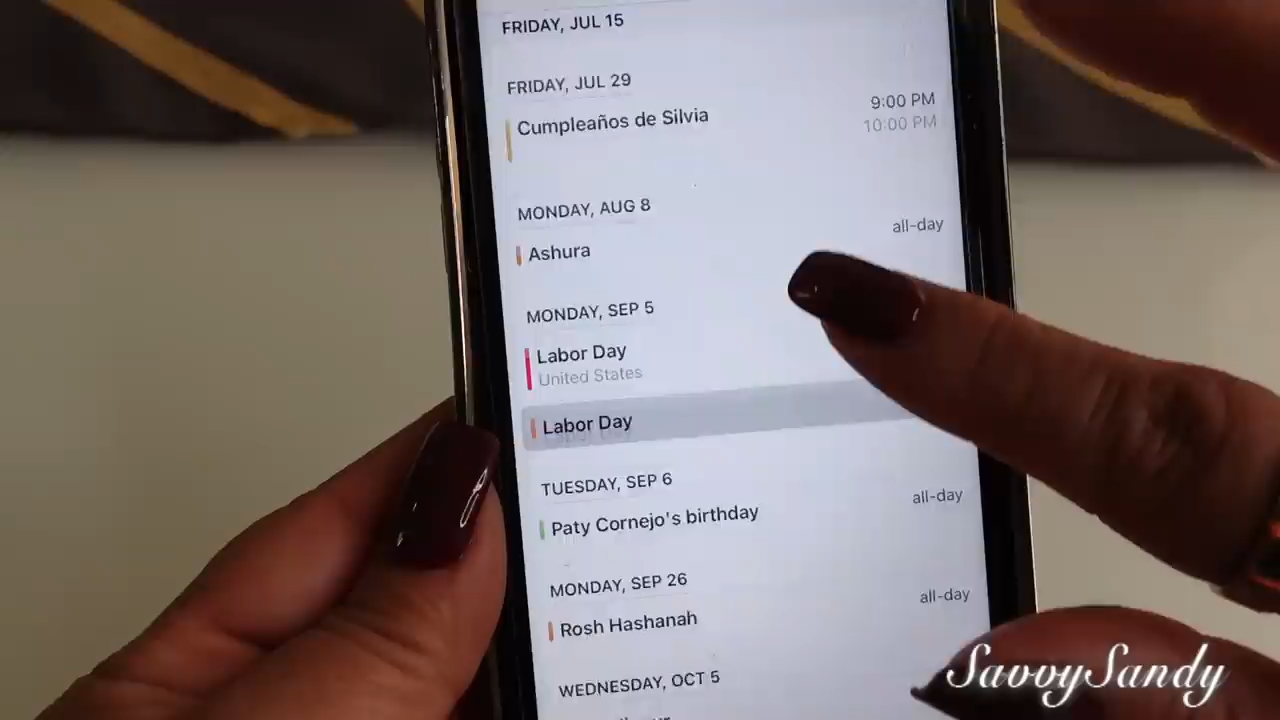 FRIDAY, JUL 15
FRIDAY, JUL 29
Cumpleaños de Silvia
9:00 PM
10:00 PM
MONDAY, AUG 8
Ashura
all-day
MONDAY, SEP 5
Labor Day
United States
Labor Day
TUESDAY, SEP 6
Paty Cornejo's birthday
all-day
MONDAY, SEP 26
Rosh Hashanah
all-day
WEDNESDAY, OCT 5
SavvySandy